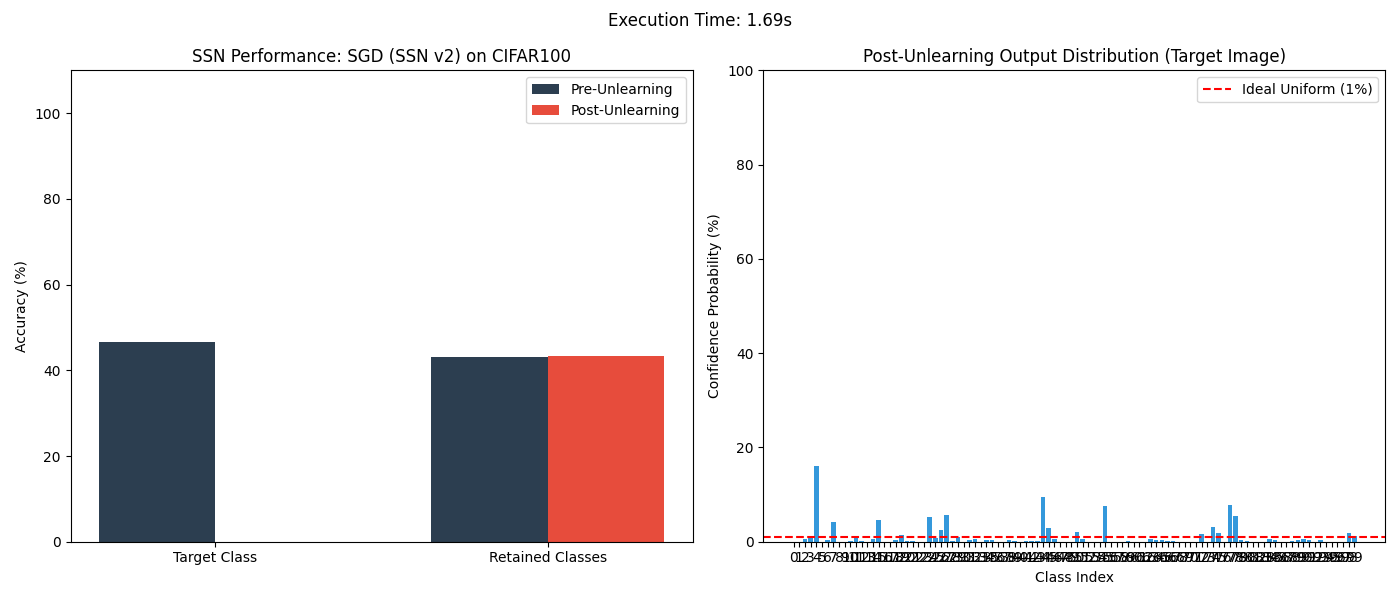 Execution Time: 1.69s
SSN Performance: SGD (SSN v2) on CIFAR100
Pre-Unlearning
Post-Unlearning
Accuracy (%)
100
80
60
40
20
0
Target Class
Retained Classes
Post-Unlearning Output Distribution (Target Image)
Ideal Uniform (1%)
Confidence Probability (%)
100
80
60
40
20
0
Class Index